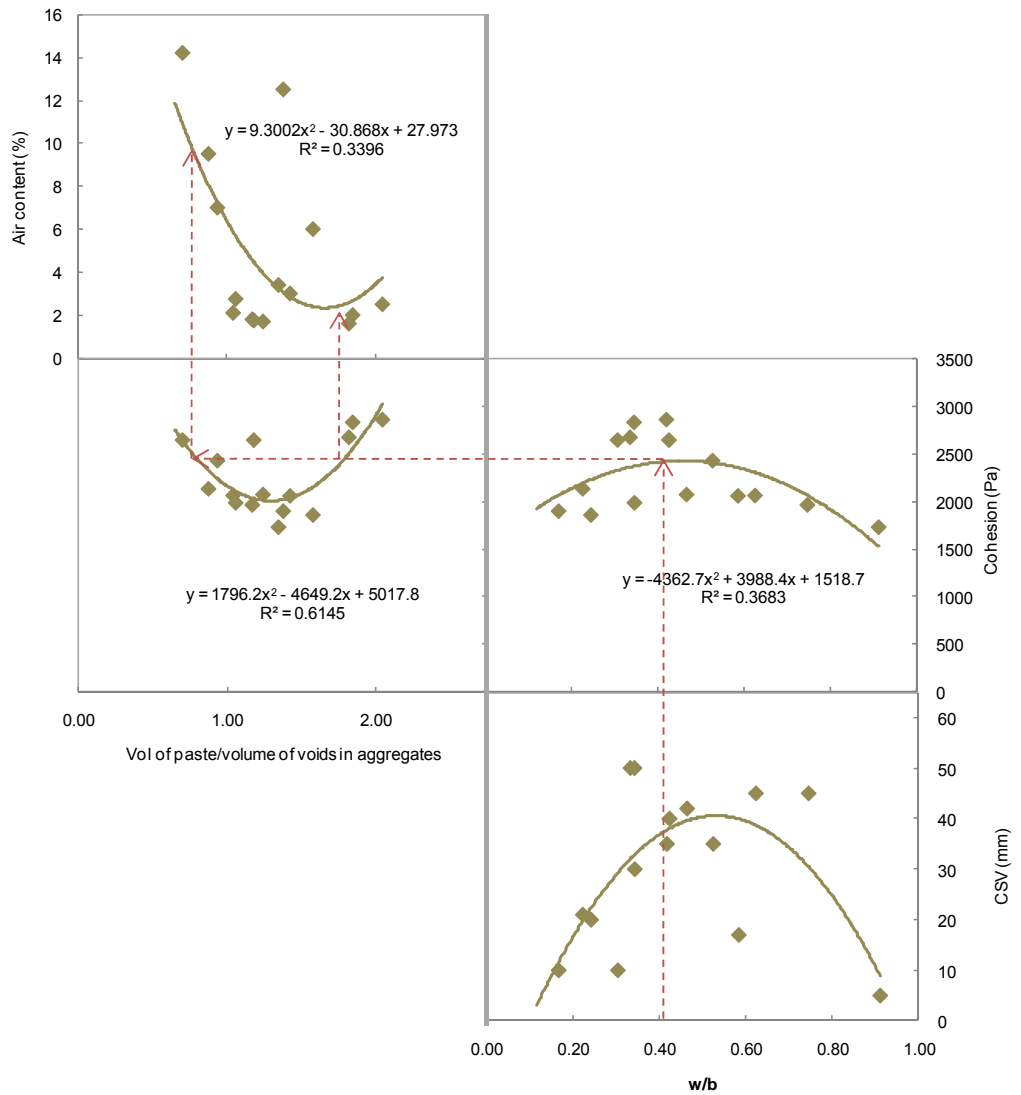 16
14
12
10
8
6
4
2
0
Air content (%)
y = 9.3002x² - 30.868x + 27.973
R² = 0.3396
y = 1796.2x² - 4649.2x + 5017.8
R² = 0.6145
0.00 1.00 2.00
Vol of paste/volume of voids in aggregates
3500
3000
2500
2000
1500
1000
500
0
Cohesion (Pa)
y = -4362.7x² + 3988.4x + 1518.7
R² = 0.3683
60
50
40
30
20
10
0
CSV (mm)
0.00 0.20 0.40 0.60 0.80 1.00
w/b